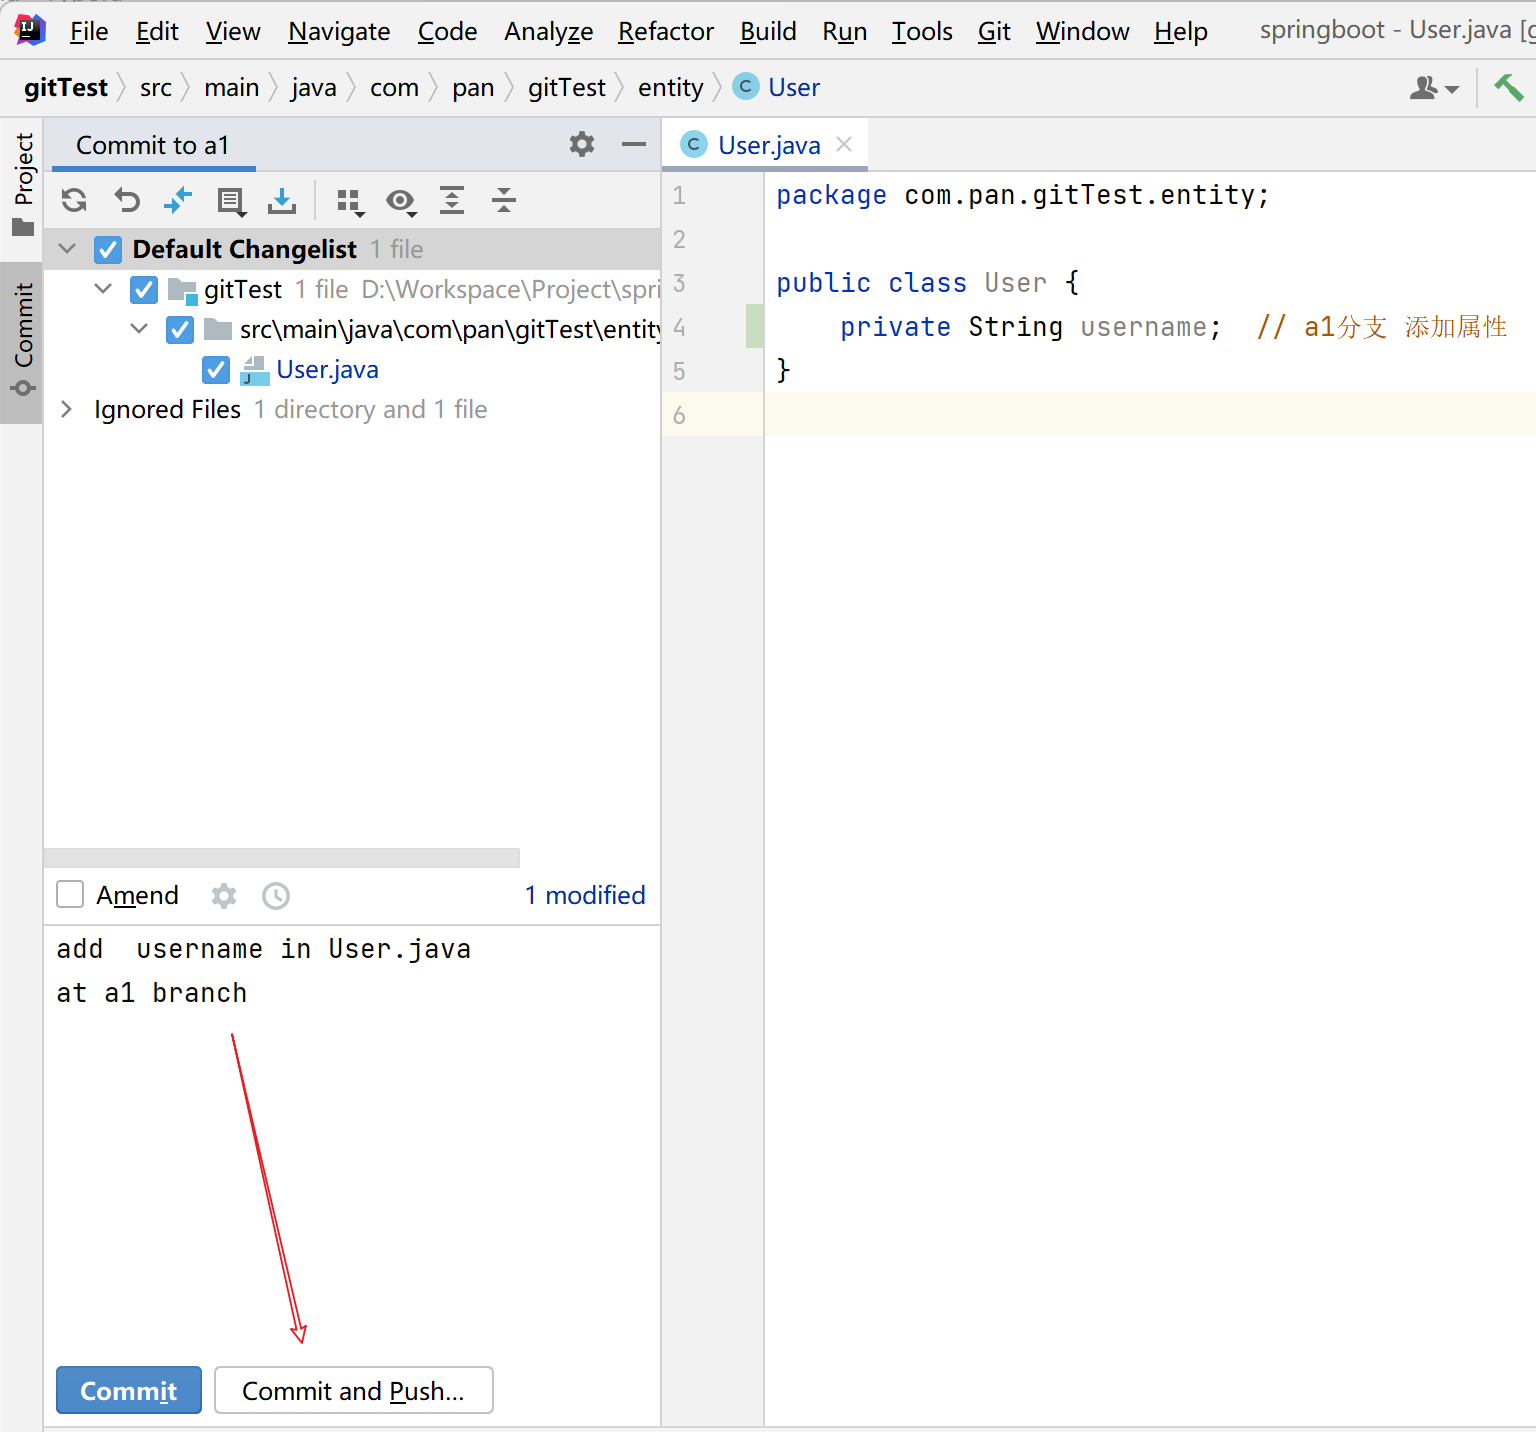 File Edit View Navigate Code Analyze Refactor Build Run Tools Git Window Help springboot - User.java
gitTest src main java com pan gitTest entity C User
Project
Commit
Commit to a1
Default Changelist 1 file
gitTest 1 file D:\Workspace\Project\spri
src\main\java\com\pan\gitTest\entity
User.java
Ignored Files 1 directory and 1 file
Amend 1 modified
add  username in User.java
at a1 branch
Commit Commit and Push...
C User.java
1 package com.pan.gitTest.entity;
2
3 public class User {
4 private String username;  // a1分支 添加属性
5 }
6